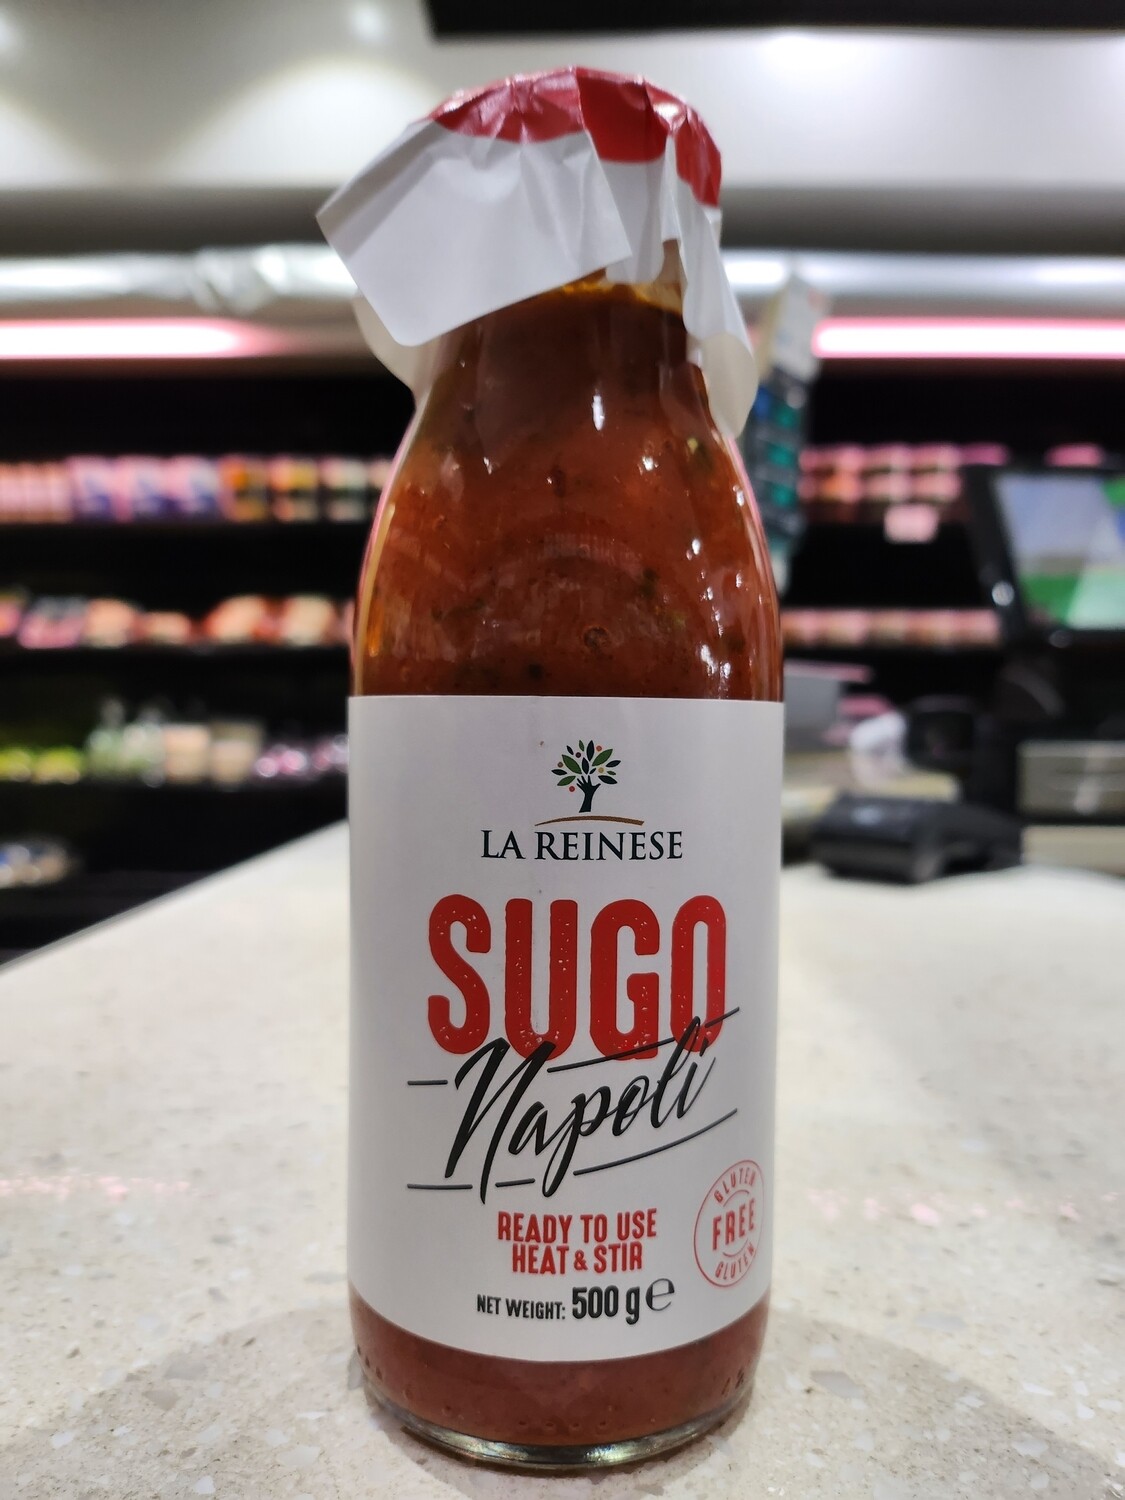 LA REINESE
SUGO
Napoli
READY TO USE
HEAT & STIR
NET WEIGHT: 500 g ℮
GLUTEN
FREE
GLUTEN